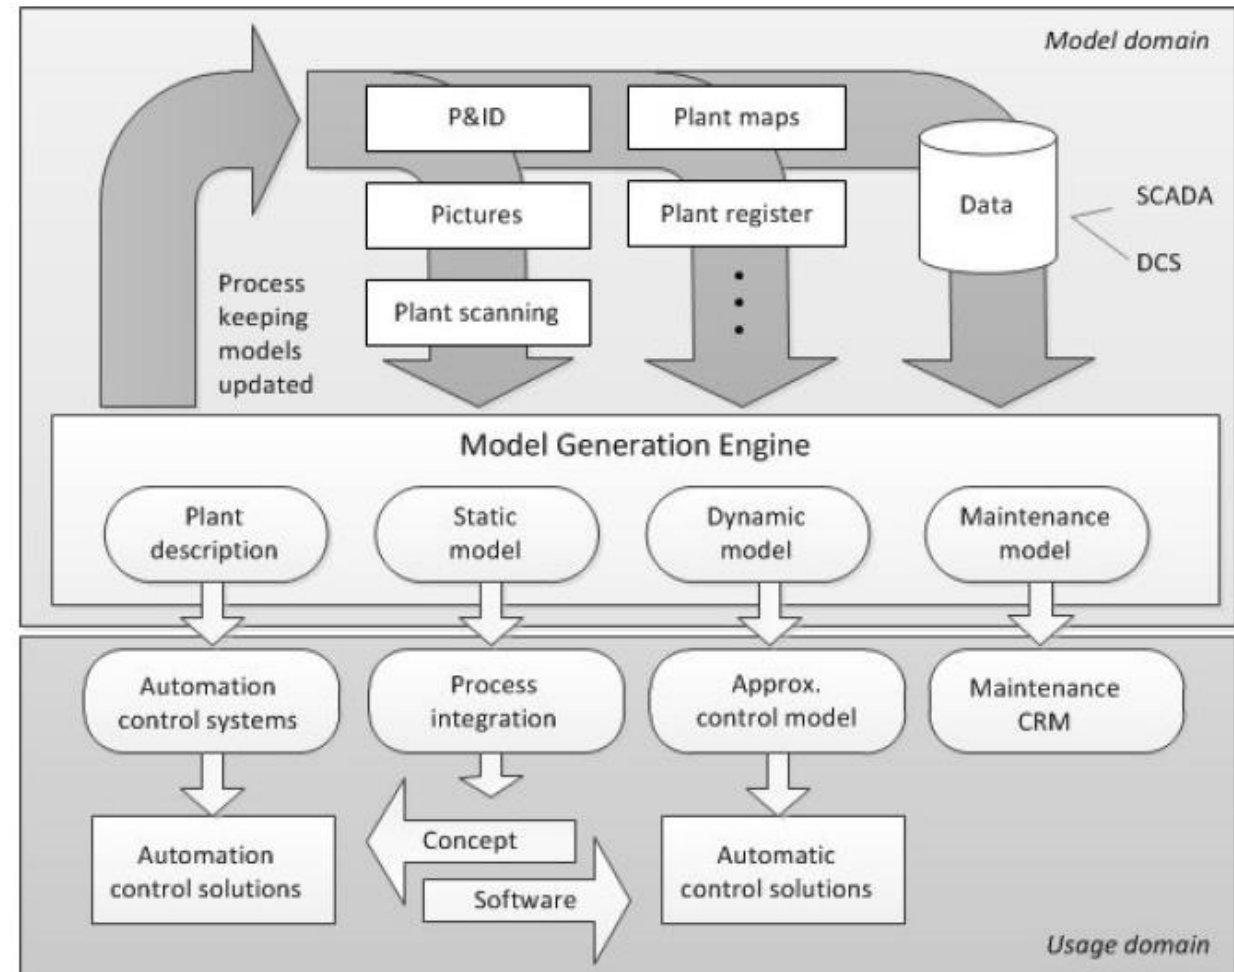 Model domain
P&ID
Plant maps
Pictures
Plant register
Data
SCADA
DCS
Process
keeping
models
updated
Plant scanning
Model Generation Engine
Plant
description
Static
model
Dynamic
model
Maintenance
model
Automation
control systems
Process
integration
Approx.
control model
Maintenance
CRM
Automation
control solutions
Concept
Software
Automatic
control solutions
Usage domain